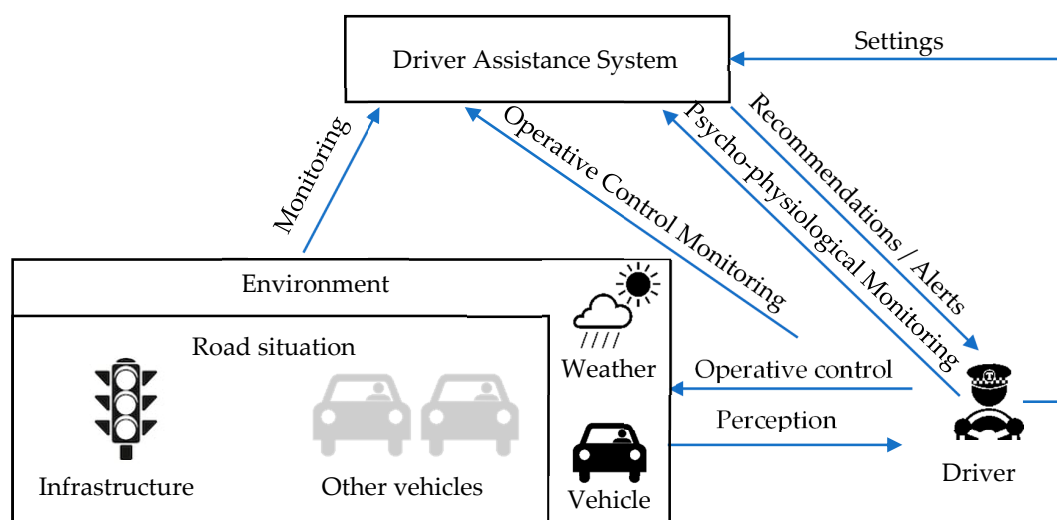 Driver Assistance System
Settings
Monitoring
Operative Control Monitoring
Psycho-physiological Monitoring
Recommendations / Alerts
Environment
Road situation
Weather
Operative control
Perception
Infrastructure
Other vehicles
Vehicle
Driver